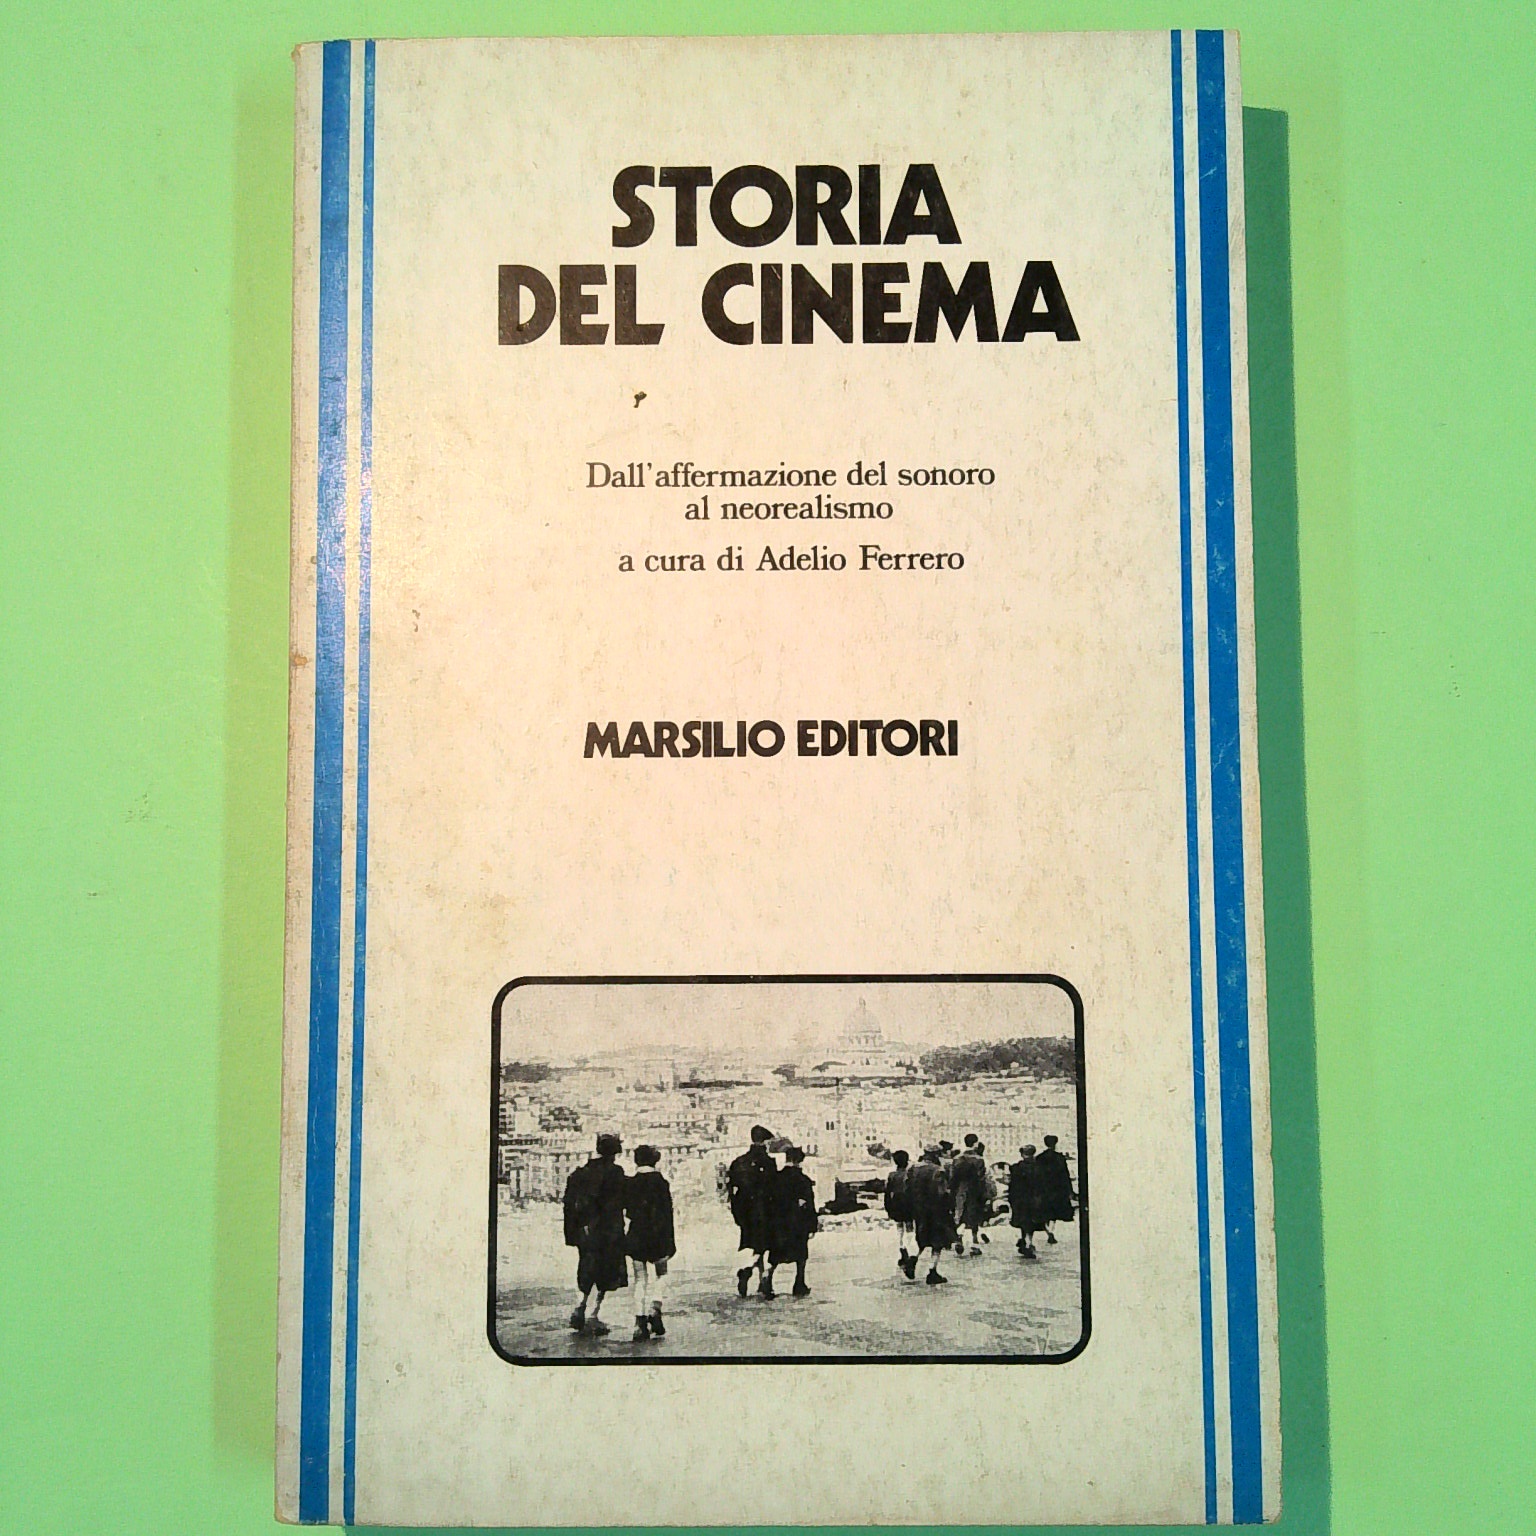 STORIA
DEL CINEMA
Dall'affermazione del sonoro
al neorealismo
a cura di Adelio Ferrero
MARSILIO EDITORI